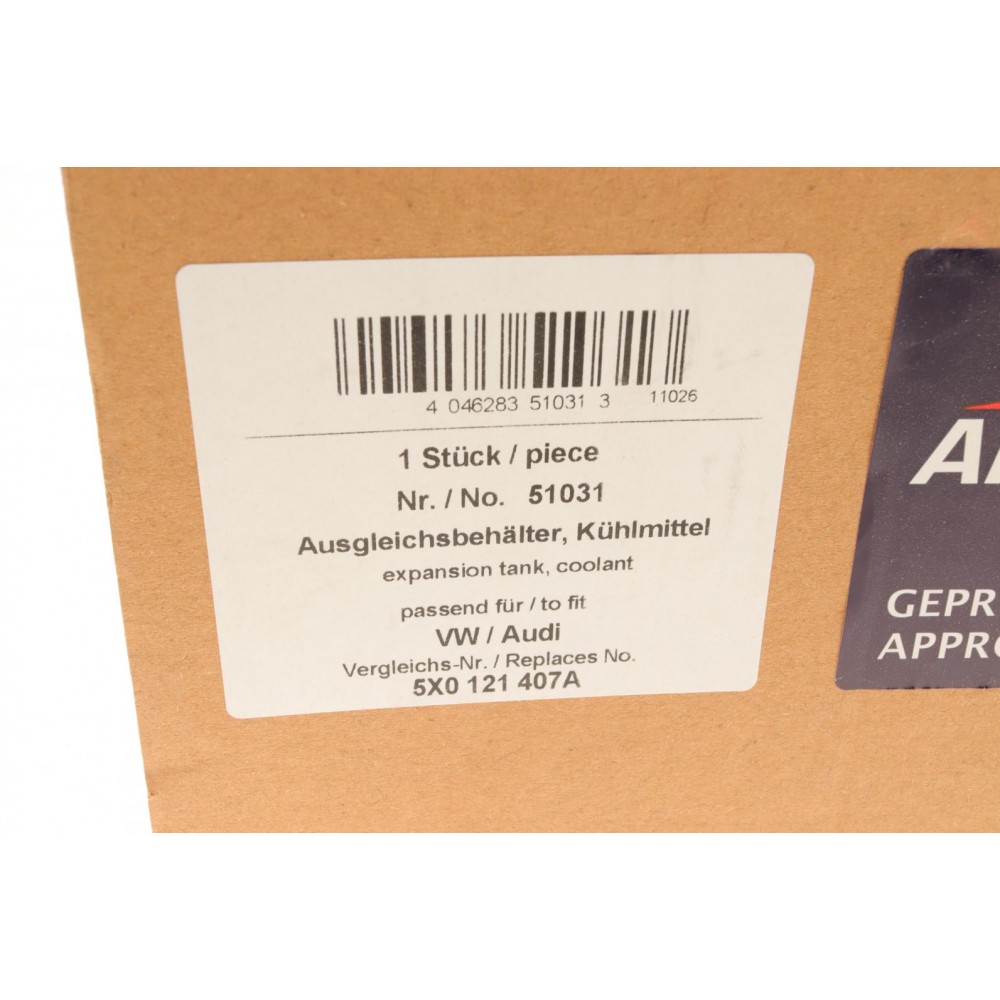 4 046283 51031 3 11026
1 Stück / piece
Nr. / No. 51031
Ausgleichsbehälter, Kühlmittel
expansion tank, coolant
passend für / to fit
VW / Audi
Vergleichs-Nr. / Replaces No.
5X0 121 407A